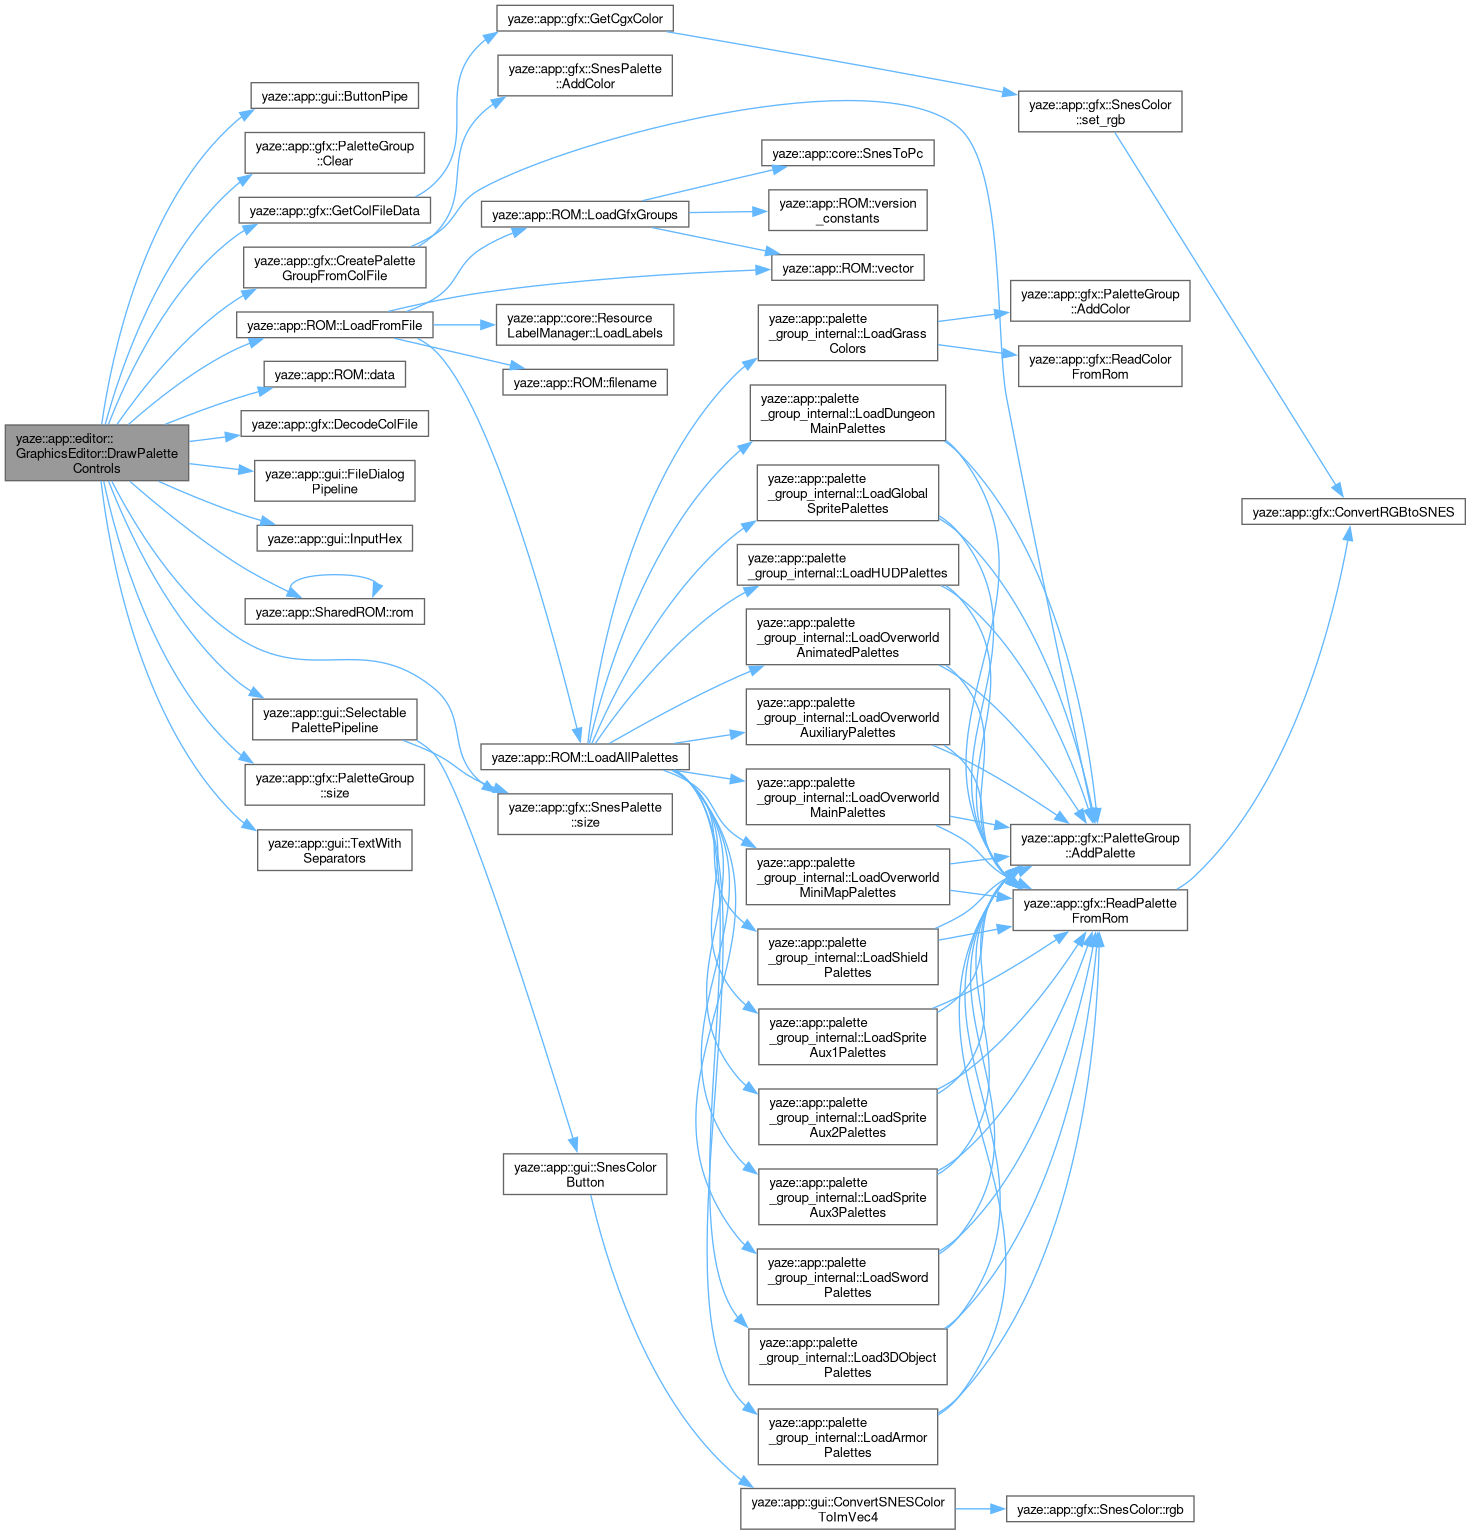 yaze::app::editor::
GraphicsEditor::DrawPalette
Controls
yaze::app::gui::ButtonPipe
yaze::app::gfx::PaletteGroup
::Clear
yaze::app::gfx::GetColFileData
yaze::app::gfx::CreatePalette
GroupFromColFile
yaze::app::ROM::LoadFromFile
yaze::app::ROM::data
yaze::app::gfx::DecodeColFile
yaze::app::gui::FileDialog
Pipeline
yaze::app::gui::InputHex
yaze::app::SharedROM::rom
yaze::app::gui::Selectable
PalettePipeline
yaze::app::gfx::PaletteGroup
::size
yaze::app::gui::TextWith
Separators
yaze::app::gfx::GetCgxColor
yaze::app::gfx::SnesPalette
::AddColor
yaze::app::ROM::LoadGfxGroups
yaze::app::core::Resource
LabelManager::LoadLabels
yaze::app::ROM::filename
yaze::app::ROM::LoadAllPalettes
yaze::app::gfx::SnesPalette
::size
yaze::app::gui::SnesColor
Button
yaze::app::core::SnesToPc
yaze::app::ROM::version
_constants
yaze::app::ROM::vector
yaze::app::palette
_group_internal::LoadGrass
Colors
yaze::app::palette
_group_internal::LoadDungeon
MainPalettes
yaze::app::palette
_group_internal::LoadGlobal
SpritePalettes
yaze::app::palette
_group_internal::LoadHUDPalettes
yaze::app::palette
_group_internal::LoadOverworld
AnimatedPalettes
yaze::app::palette
_group_internal::LoadOverworld
AuxiliaryPalettes
yaze::app::palette
_group_internal::LoadOverworld
MainPalettes
yaze::app::palette
_group_internal::LoadOverworld
MiniMapPalettes
yaze::app::palette
_group_internal::LoadShield
Palettes
yaze::app::palette
_group_internal::LoadSprite
Aux1Palettes
yaze::app::palette
_group_internal::LoadSprite
Aux2Palettes
yaze::app::palette
_group_internal::LoadSprite
Aux3Palettes
yaze::app::palette
_group_internal::LoadSword
Palettes
yaze::app::palette
_group_internal::Load3DObject
Palettes
yaze::app::palette
_group_internal::LoadArmor
Palettes
yaze::app::gui::ConvertSNESColor
ToImVec4
yaze::app::gfx::SnesColor
::set_rgb
yaze::app::gfx::PaletteGroup
::AddColor
yaze::app::gfx::ReadColor
FromRom
yaze::app::gfx::PaletteGroup
::AddPalette
yaze::app::gfx::ReadPalette
FromRom
yaze::app::gfx::SnesColor::rgb
yaze::app::gfx::ConvertRGBtoSNES